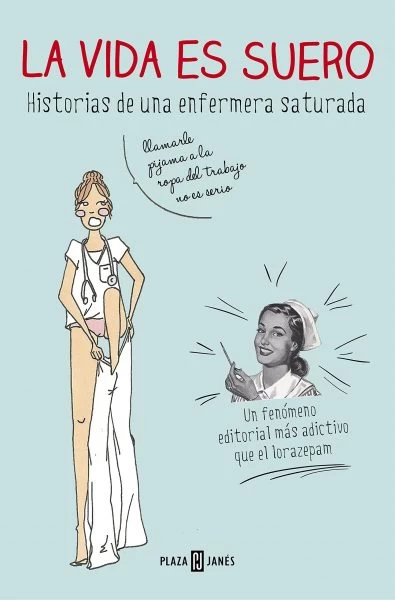 LA VIDA ES SUERO
Historias de una enfermera saturada
llamarle
pijama a la
ropa del trabajo
no es serio
Un fenómeno
editorial más adictivo
que el lorazepam
PLAZA JANÉS